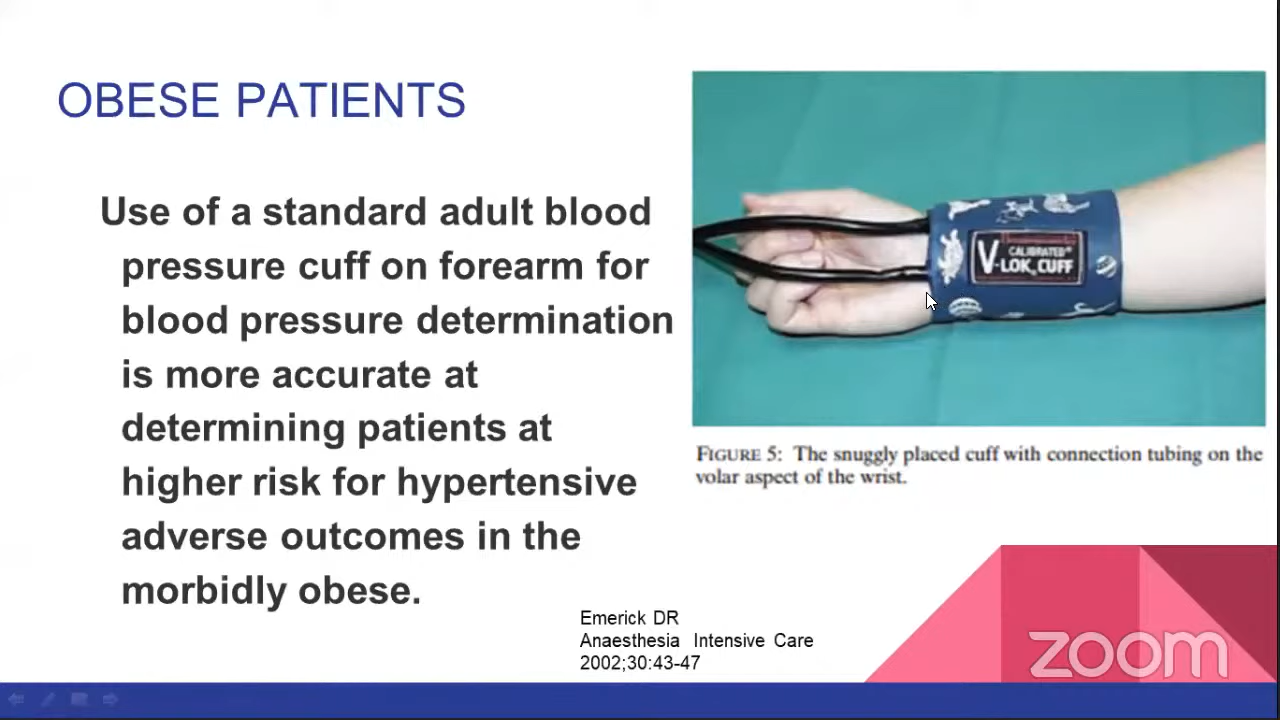 OBESE PATIENTS
Use of a standard adult blood
pressure cuff on forearm for
blood pressure determination
is more accurate at
determining patients at
higher risk for hypertensive
adverse outcomes in the
morbidly obese.
V-LOK CUFF
CALIBRATED
FIGURE 5: The snuggly placed cuff with connection tubing on the
volar aspect of the wrist.
Emerick DR
Anaesthesia Intensive Care
2002;30:43-47
zoom